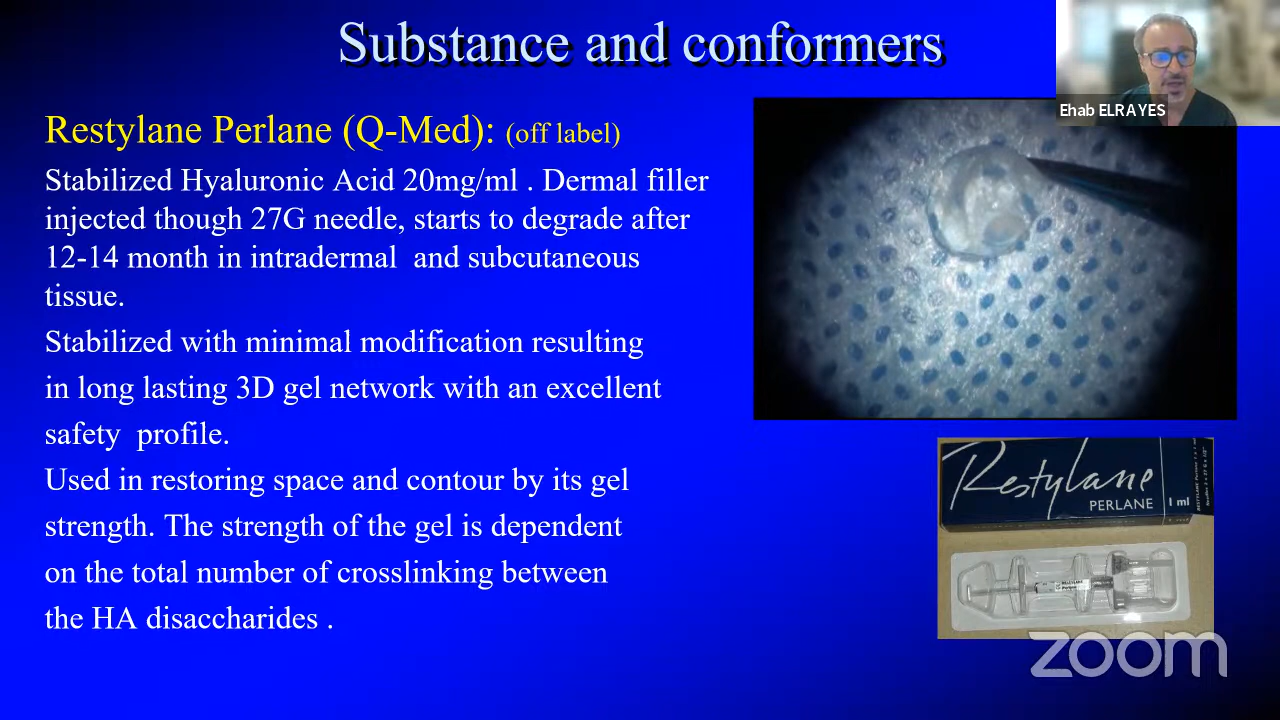 Substance and conformers
Ehab ELRAYES
Restylane Perlane (Q-Med): (off label)
Stabilized Hyaluronic Acid 20mg/ml . Dermal filler
injected though 27G needle, starts to degrade after
12-14 month in intradermal and subcutaneous
tissue.
Stabilized with minimal modification resulting
in long lasting 3D gel network with an excellent
safety profile.
Used in restoring space and contour by its gel
strength. The strength of the gel is dependent
on the total number of crosslinking between
the HA disaccharides .
Restylane
PERLANE
1 ml
zoom